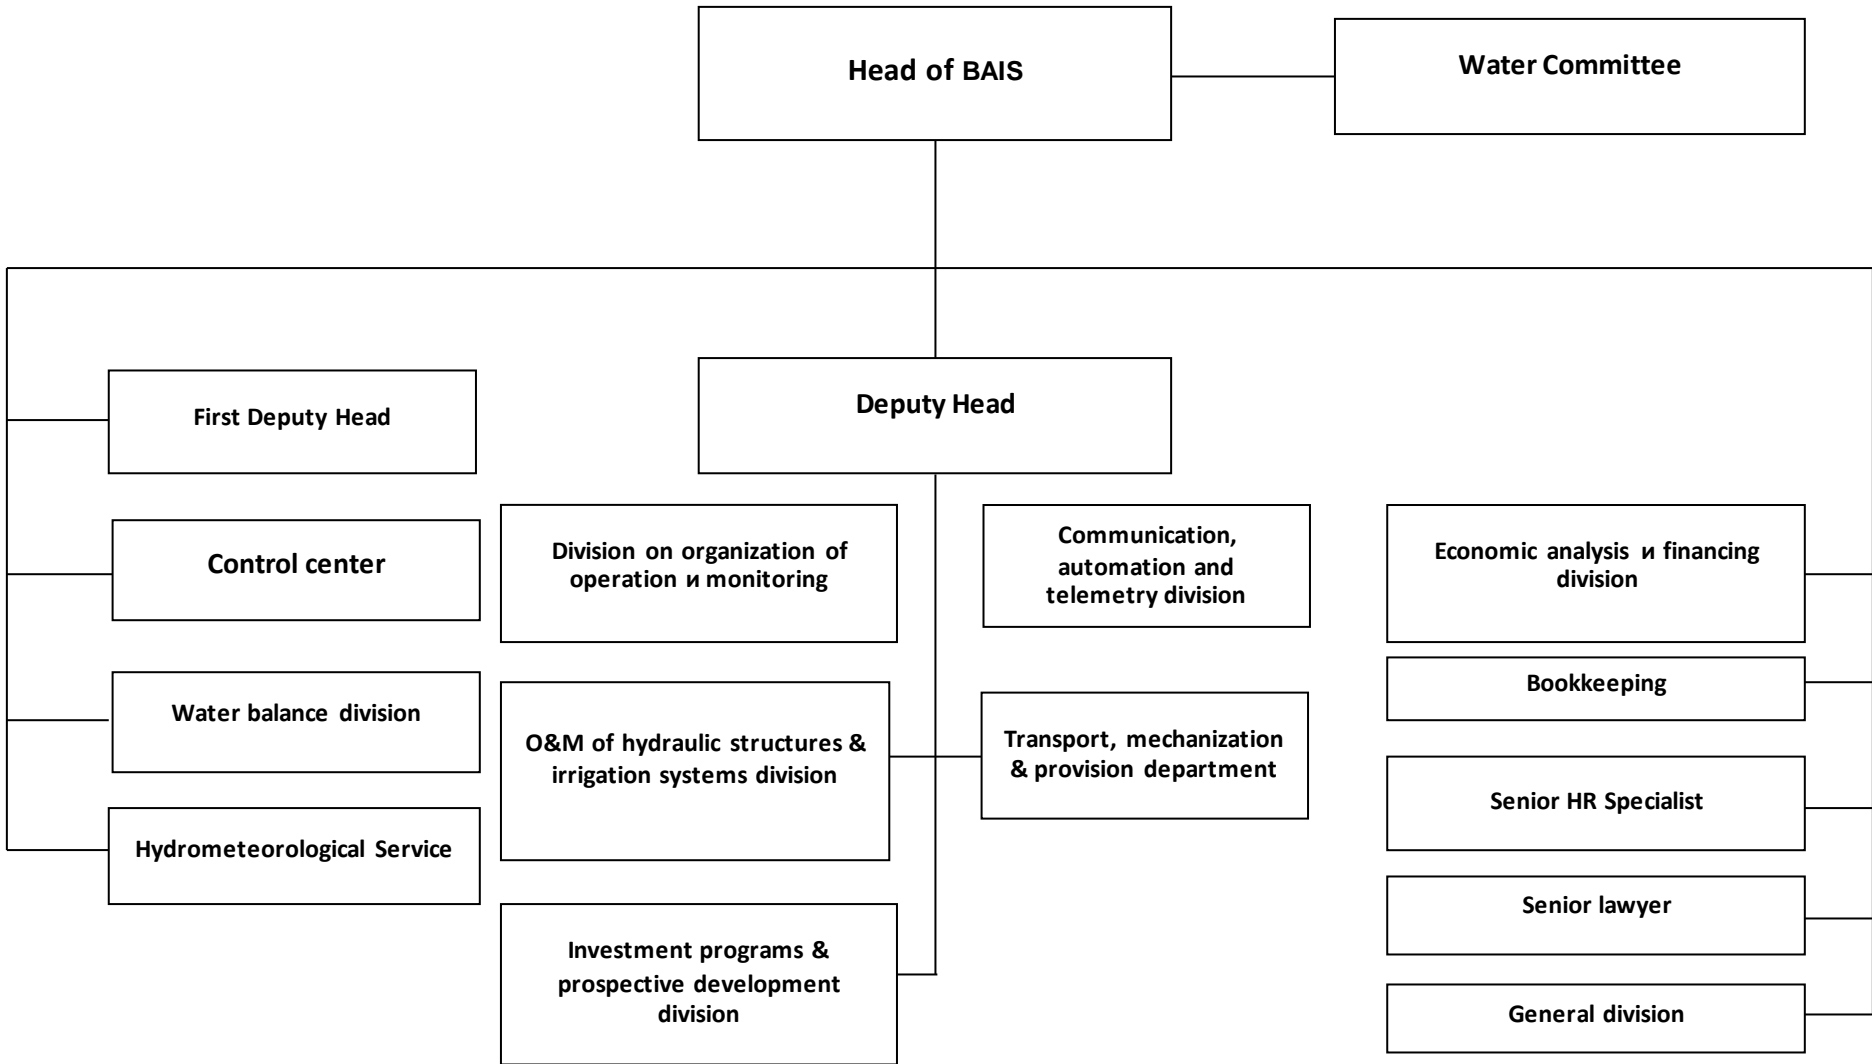 Head of BAIS
Water Committee
First Deputy Head
Deputy Head
Control center
Division on organization of
operation и monitoring
Communication,
automation and
telemetry division
Economic analysis и financing
division
Bookkeeping
Water balance division
O&M of hydraulic structures &
irrigation systems division
Transport, mechanization
& provision department
Senior HR Specialist
Hydrometeorological Service
Senior lawyer
Investment programs &
prospective development
division
General division